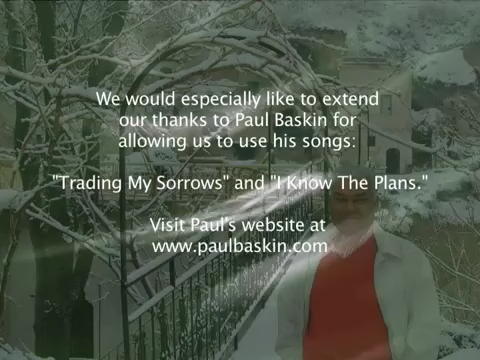 We would especially like to extend
our thanks to Paul Baskin for
allowing us to use his songs:
"Trading My Sorrows" and "I Know The Plans."
Visit Paul's website at
www.paulbaskin.com